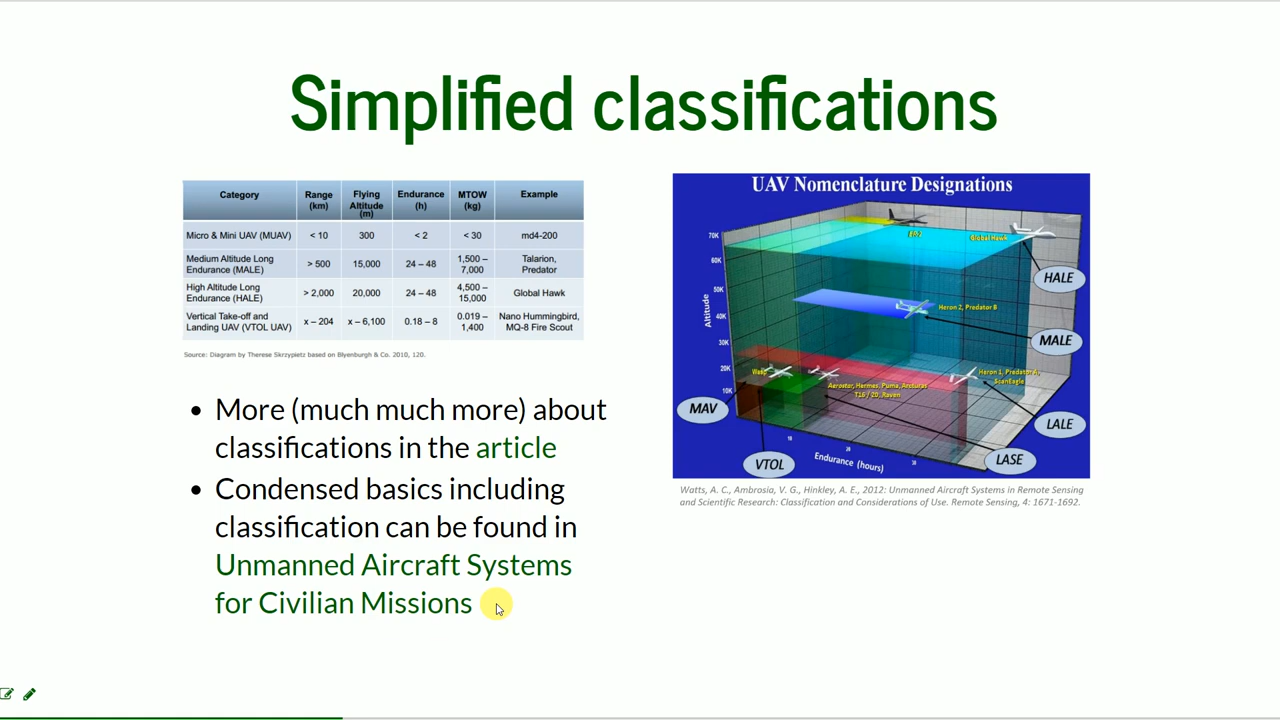 Simplified classifications
Category Range (km) Flying Altitude (m) Endurance (h) MTOW (kg) Example
Micro & Mini UAV (MUAV) < 10 300 < 2 < 30 md4-200
Medium Altitude Long Endurance (MALE) > 500 15,000 24 – 48 1,500 – 7,000 Talarion, Predator
High Altitude Long Endurance (HALE) > 2,000 20,000 24 – 48 4,500 – 15,000 Global Hawk
Vertical Take-off and Landing UAV (VTOL UAV) x – 204 x – 6,100 0.18 – 8 0.019 – 1,400 Nano Hummingbird, MQ-8 Fire Scout
Source: Diagram by Therese Skrzypietz based on Blyenburgh & Co. 2010, 120.
• More (much much more) about
classifications in the article
• Condensed basics including
classification can be found in
Unmanned Aircraft Systems
for Civilian Missions
UAV Nomenclature Designations
70K
60K
50K
40K
30K
20K
10K
Altitude
Global Hawk
HALE
Heron 2, Predator B
MALE
Wasp
Aerostar, Hermes, Puma, Arcturas
T16 / 20, Raven
Heron 1, Predator A,
ScanEagle
MAV
LALE
VTOL
LASE
10
20
30
Endurance (hours)
Watts, A. C., Ambrosia, V. G., Hinkley, A. E., 2012: Unmanned Aircraft Systems in Remote Sensing
and Scientific Research: Classification and Considerations of Use. Remote Sensing, 4: 1671-1692.